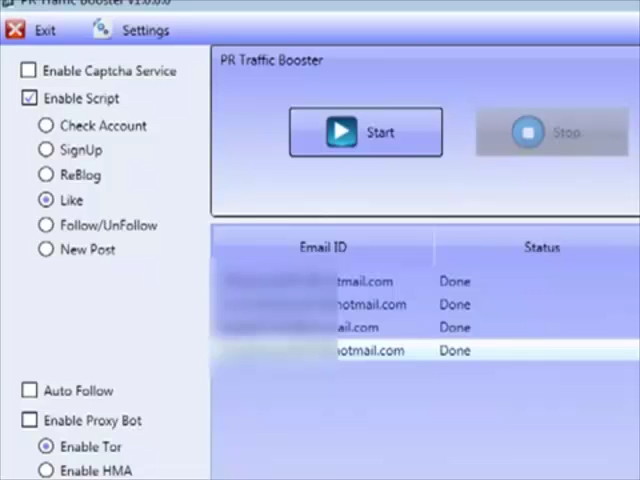 PR Traffic Booster v1.0.0.0
Exit Settings
Enable Captcha Service
Enable Script
Check Account
SignUp
ReBlog
Like
Follow/UnFollow
New Post
Auto Follow
Enable Proxy Bot
Enable Tor
Enable HMA
PR Traffic Booster
Start Stop
Email ID Status
tmail.com Done
hotmail.com Done
ail.com Done
hotmail.com Done